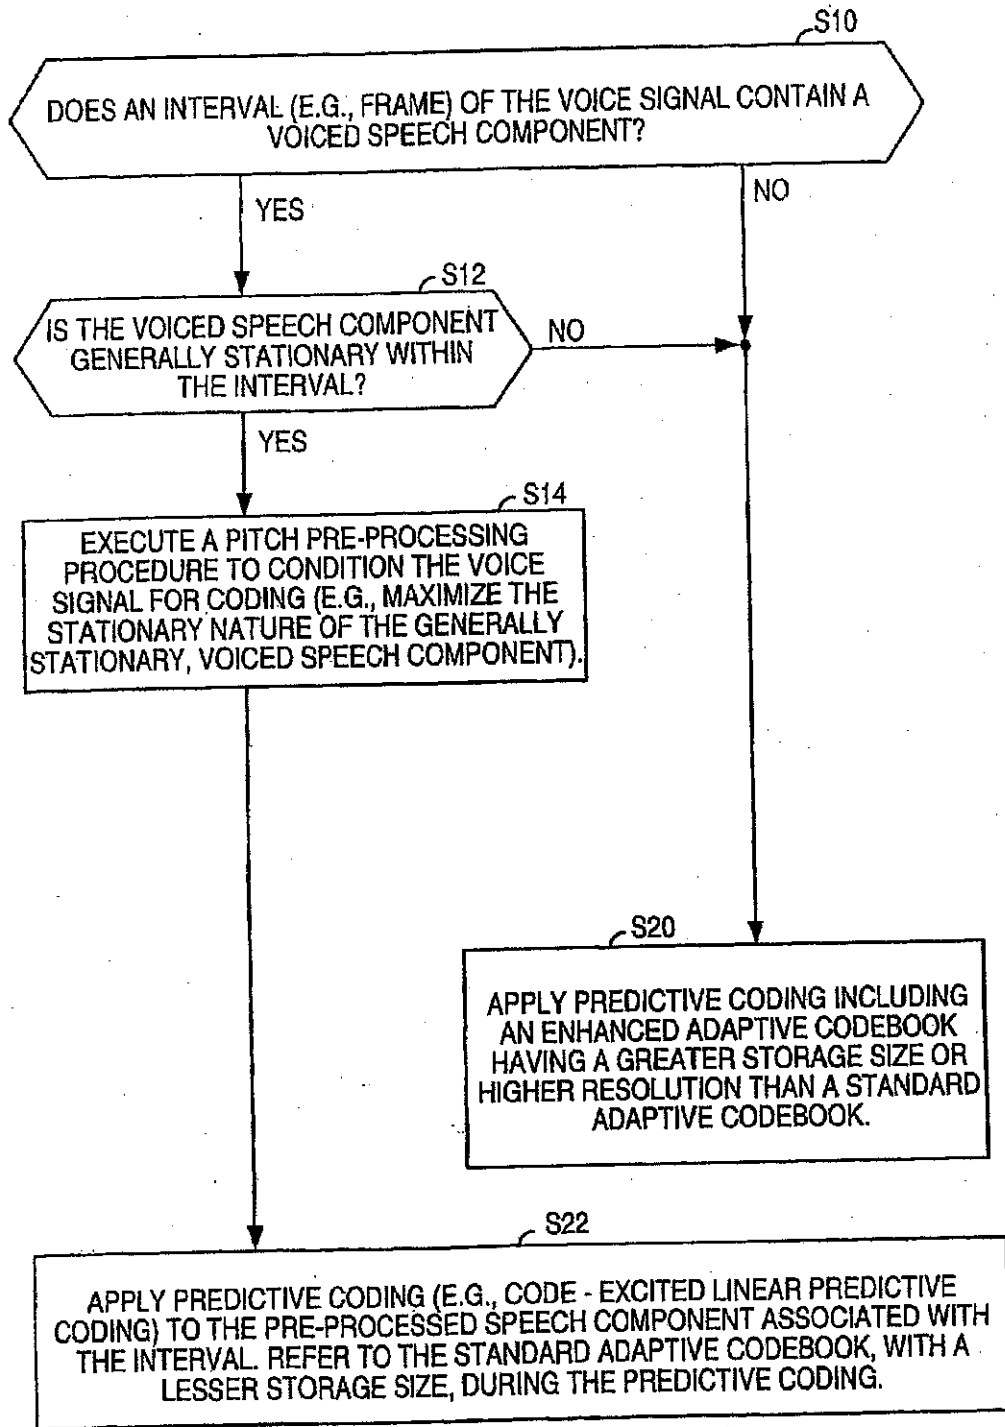 S10
DOES AN INTERVAL (E.G., FRAME) OF THE VOICE SIGNAL CONTAIN A
VOICED SPEECH COMPONENT?
YES
NO
S12
IS THE VOICED SPEECH COMPONENT
GENERALLY STATIONARY WITHIN
THE INTERVAL?
NO
YES
S14
EXECUTE A PITCH PRE-PROCESSING
PROCEDURE TO CONDITION THE VOICE
SIGNAL FOR CODING (E.G., MAXIMIZE THE
STATIONARY NATURE OF THE GENERALLY
STATIONARY, VOICED SPEECH COMPONENT).
S20
APPLY PREDICTIVE CODING INCLUDING
AN ENHANCED ADAPTIVE CODEBOOK
HAVING A GREATER STORAGE SIZE OR
HIGHER RESOLUTION THAN A STANDARD
ADAPTIVE CODEBOOK.
S22
APPLY PREDICTIVE CODING (E.G., CODE - EXCITED LINEAR PREDICTIVE
CODING) TO THE PRE-PROCESSED SPEECH COMPONENT ASSOCIATED WITH
THE INTERVAL. REFER TO THE STANDARD ADAPTIVE CODEBOOK, WITH A
LESSER STORAGE SIZE, DURING THE PREDICTIVE CODING.